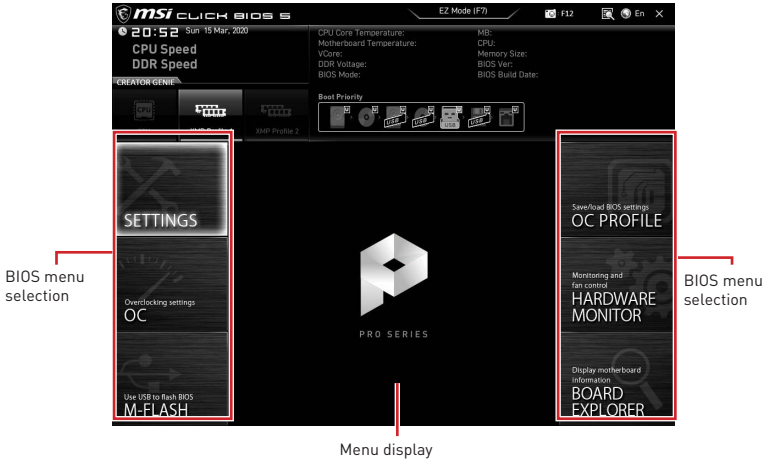 msi CLICK BIOS 5
EZ Mode (F7)
F12
En
20:52 Sun 15 Mar, 2020
CPU Speed
DDR Speed
CREATOR GENIE
CPU
XMP Profile 2
CPU Core Temperature:
Motherboard Temperature:
VCore:
DDR Voltage:
BIOS Mode:
MB:
CPU:
Memory Size:
BIOS Ver:
BIOS Build Date:
Boot Priority
U U U U U U U
USB USB USB USB
SETTINGS
Overclocking settings
OC
Use USB to flash BIOS
M-FLASH
BIOS menu
selection
PRO SERIES
Menu display
Save/load BIOS settings
OC PROFILE
Monitoring and
fan control
HARDWARE
MONITOR
Display motherboard
information
BOARD
EXPLORER
BIOS menu
selection